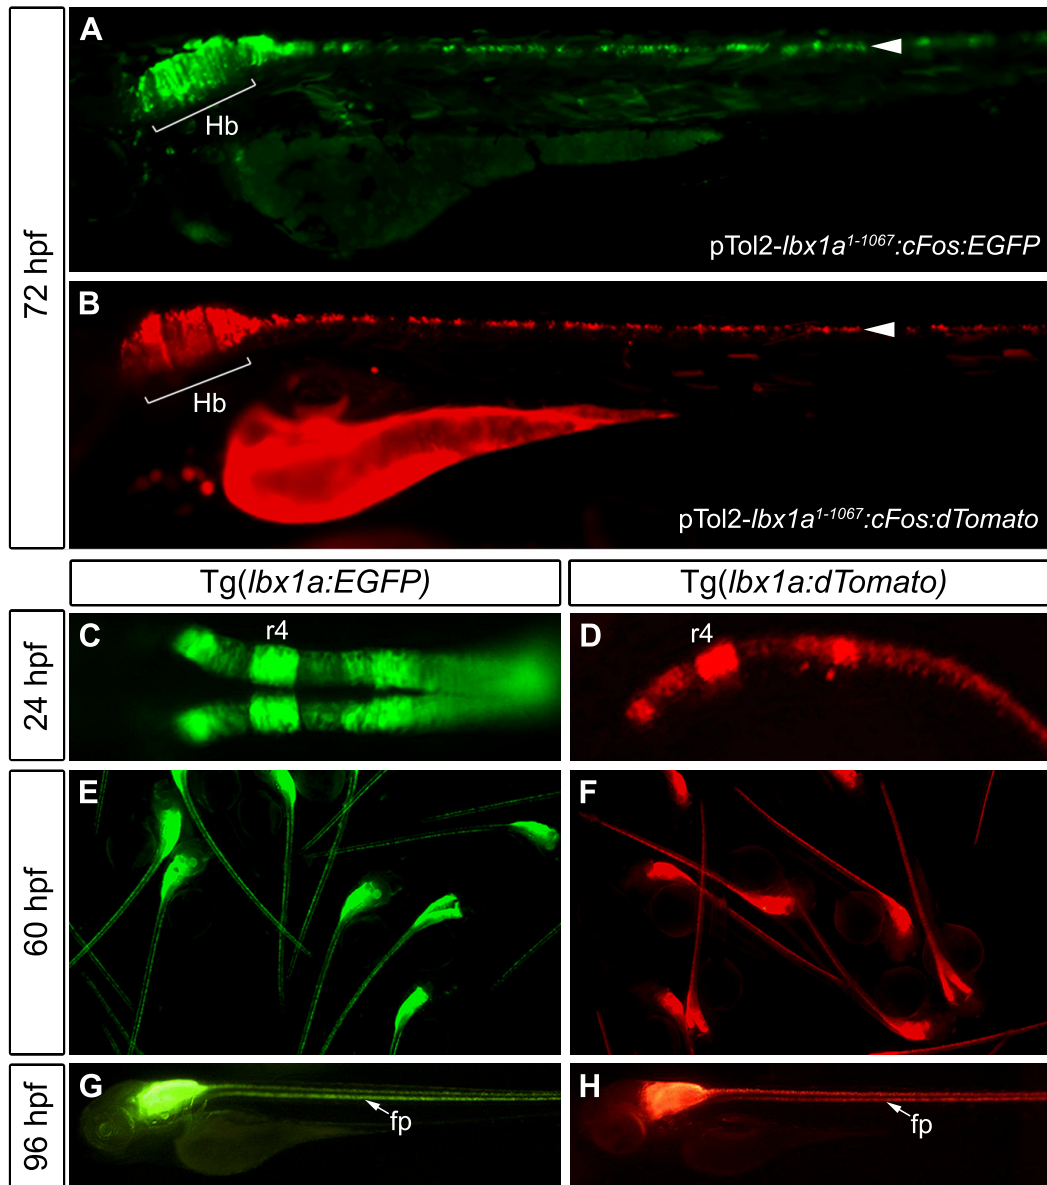 72 hpf
A
Hb
pTol2-lbx1a1-1067:cFos:EGFP
B
Hb
pTol2-lbx1a1-1067:cFos:dTomato
Tg(lbx1a:EGFP)
Tg(lbx1a:dTomato)
24 hpf
C
r4
D
r4
60 hpf
E
F
96 hpf
G
fp
H
fp